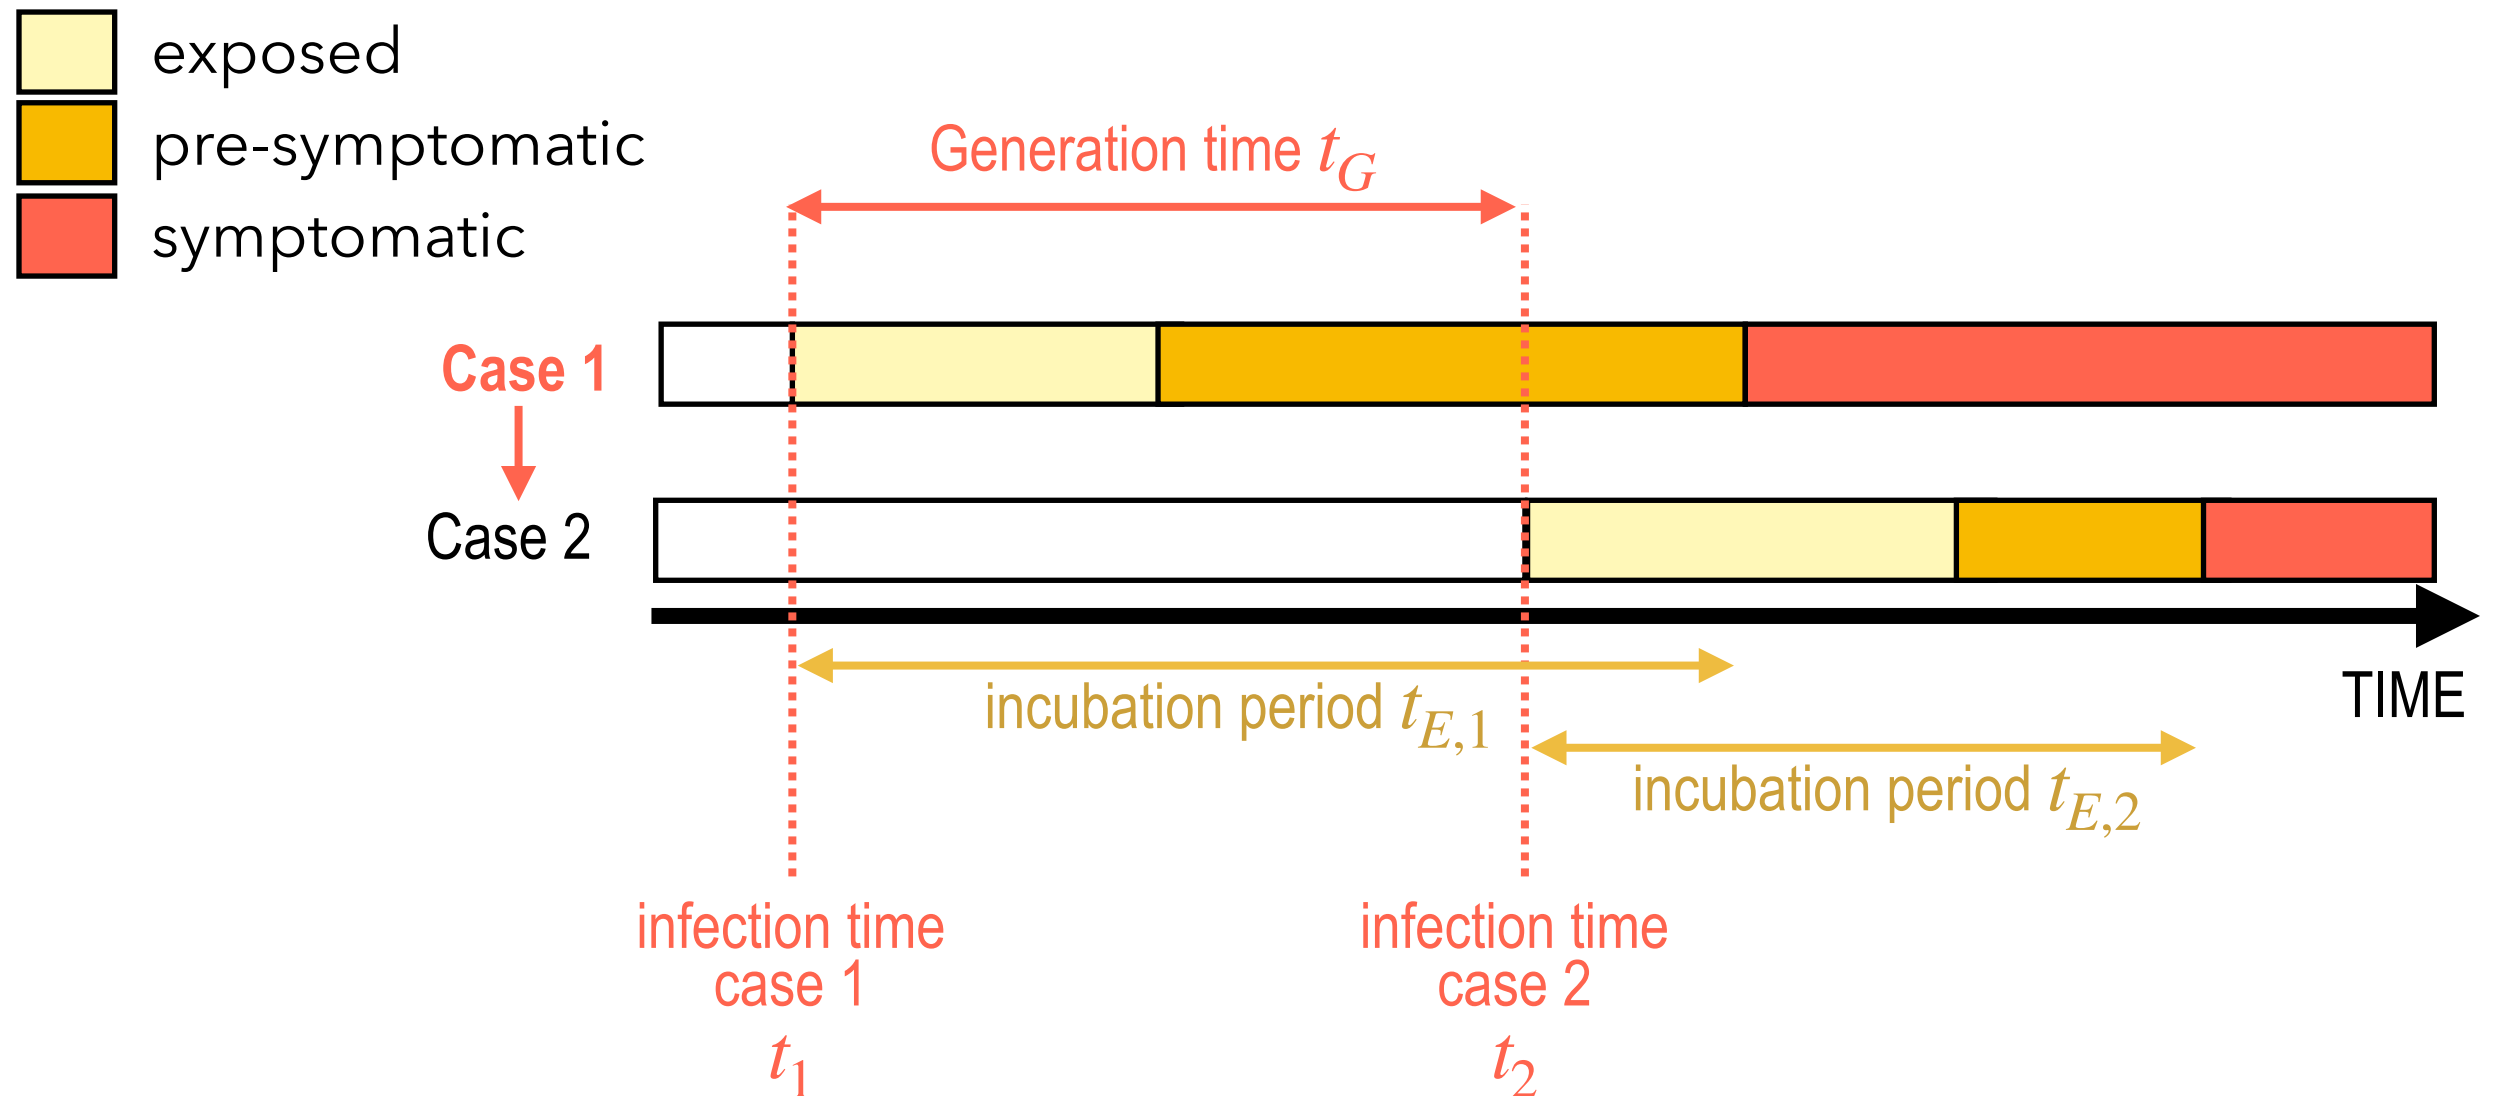 exposed
pre-symptomatic
symptomatic
Generation time t_G
Case 1
Case 2
TIME
incubation period t_E,1
incubation period t_E,2
infection time
case 1
t_1
infection time
case 2
t_2